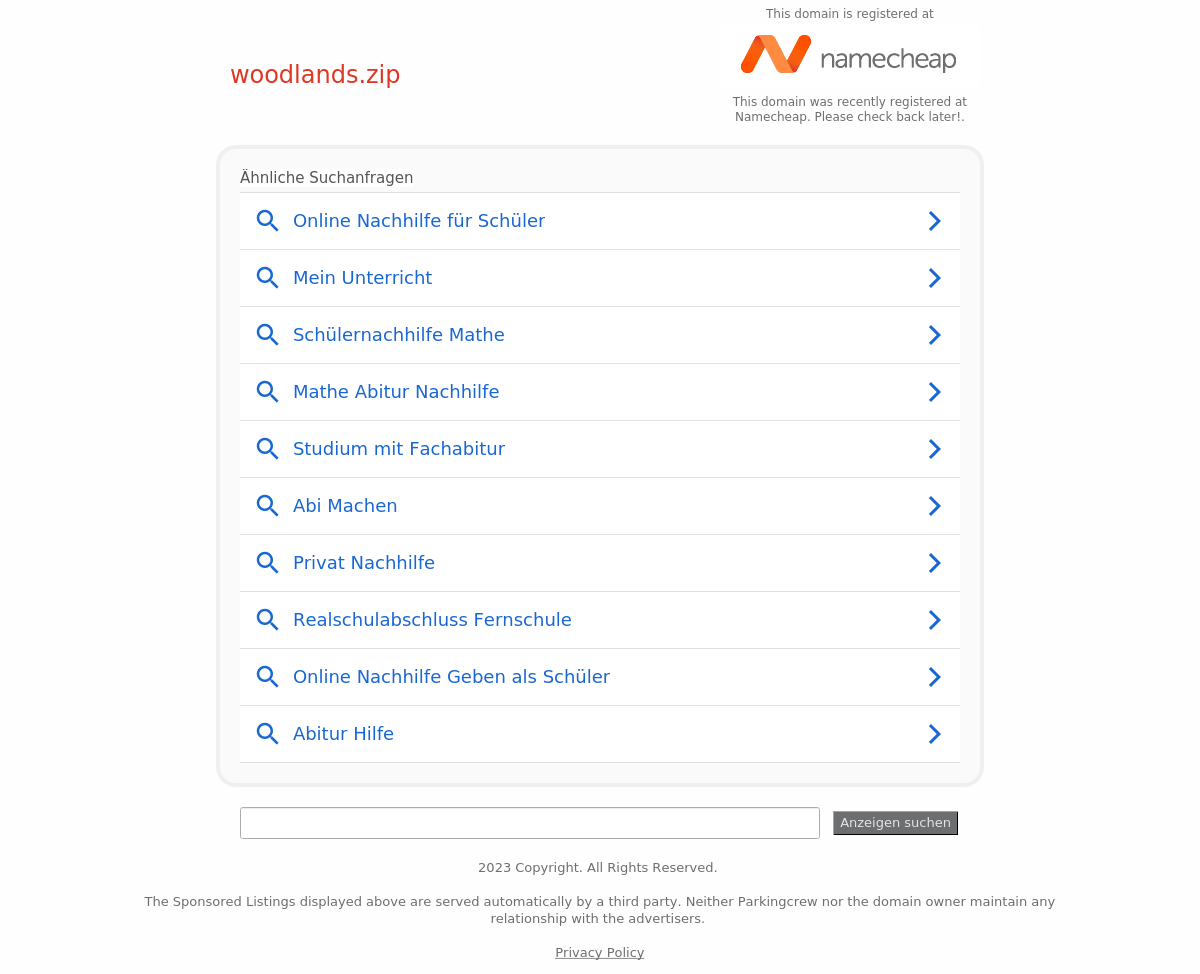 This domain is registered at
namecheap
woodlands.zip
This domain was recently registered at
Namecheap. Please check back later!.
Ähnliche Suchanfragen
Online Nachhilfe für Schüler
Mein Unterricht
Schülernachhilfe Mathe
Mathe Abitur Nachhilfe
Studium mit Fachabitur
Abi Machen
Privat Nachhilfe
Realschulabschluss Fernschule
Online Nachhilfe Geben als Schüler
Abitur Hilfe
Anzeigen suchen
2023 Copyright. All Rights Reserved.
The Sponsored Listings displayed above are served automatically by a third party. Neither Parkingcrew nor the domain owner maintain any
relationship with the advertisers.
Privacy Policy